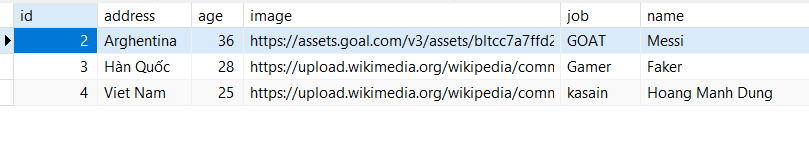 id address age image job name
2 Arghentina 36 https://assets.goal.com/v3/assets/bltcc7a7ffd2 GOAT Messi
3 Hàn Quốc 28 https://upload.wikimedia.org/wikipedia/comm Gamer Faker
4 Viet Nam 25 https://upload.wikimedia.org/wikipedia/comm kasain Hoang Manh Dung